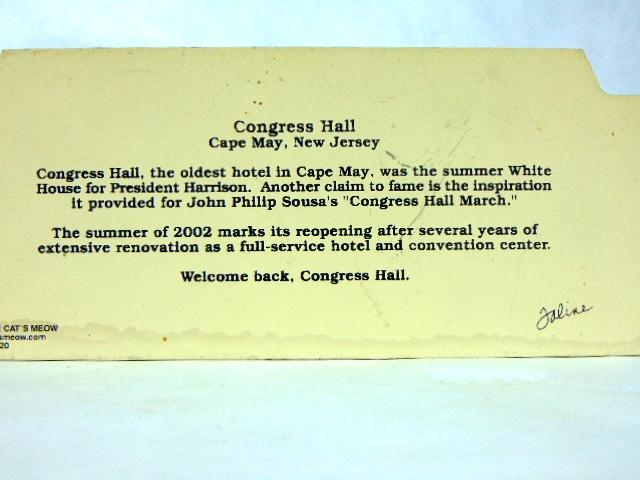 Congress Hall
Cape May, New Jersey
Congress Hall, the oldest hotel in Cape May, was the summer White
House for President Harrison. Another claim to fame is the inspiration
it provided for John Philip Sousa's "Congress Hall March."
The summer of 2002 marks its reopening after several years of
extensive renovation as a full-service hotel and convention center.
Welcome back, Congress Hall.
CAT'S MEOW
smeow.com
20
Faline